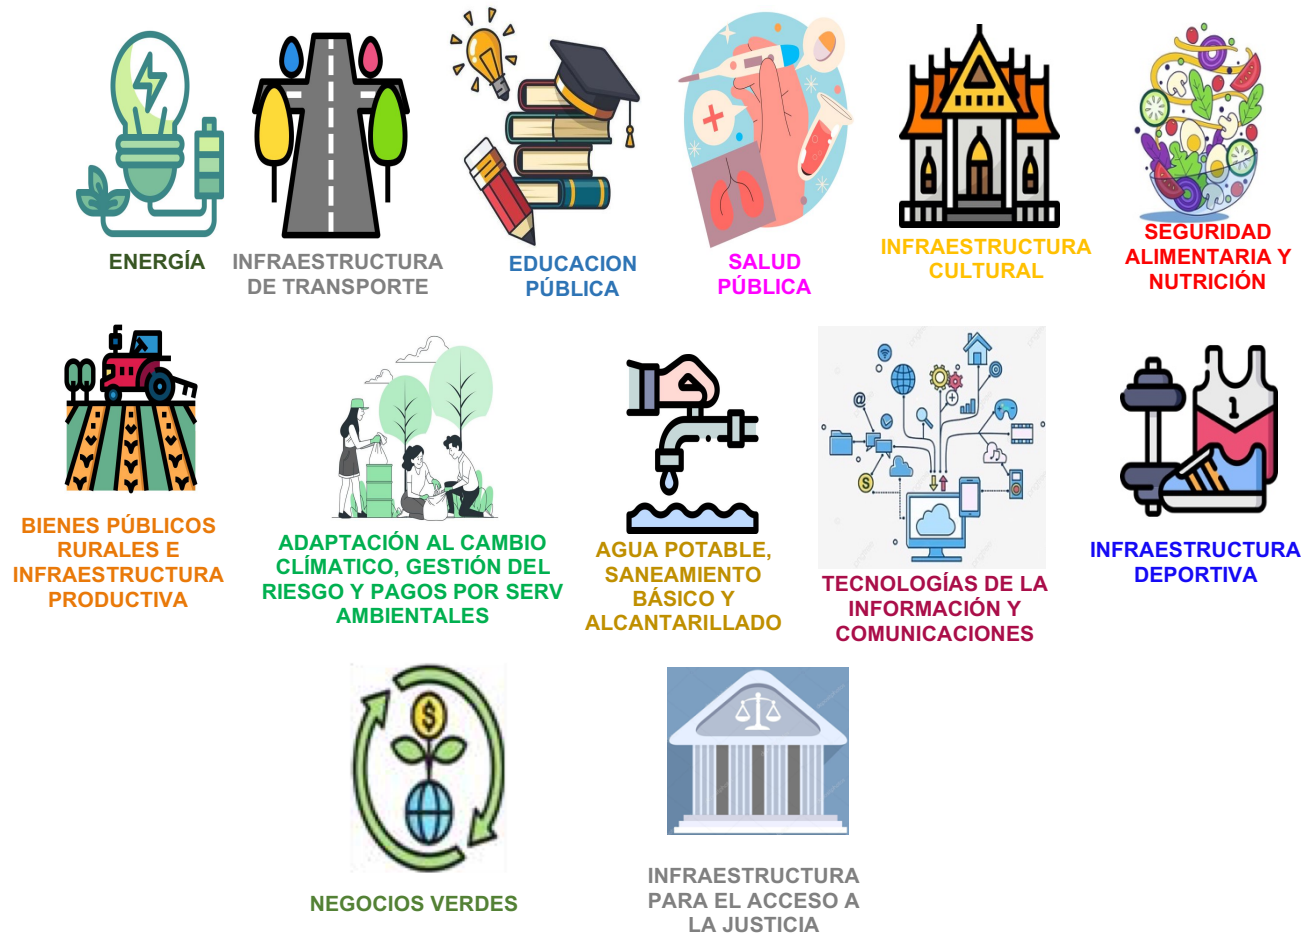 ENERGÍA
INFRAESTRUCTURA
DE TRANSPORTE
EDUCACION
PÚBLICA
SALUD
PÚBLICA
INFRAESTRUCTURA
CULTURAL
SEGURIDAD
ALIMENTARIA Y
NUTRICIÓN
BIENES PÚBLICOS
RURALES E
INFRAESTRUCTURA
PRODUCTIVA
ADAPTACIÓN AL CAMBIO
CLÍMATICO, GESTIÓN DEL
RIESGO Y PAGOS POR SERV
AMBIENTALES
AGUA POTABLE,
SANEAMIENTO
BÁSICO Y
ALCANTARILLADO
@
$
TECNOLOGÍAS DE LA
INFORMACIÓN Y
COMUNICACIONES
1
INFRAESTRUCTURA
DEPORTIVA
$
NEGOCIOS VERDES
INFRAESTRUCTURA
PARA EL ACCESO A
LA JUSTICIA